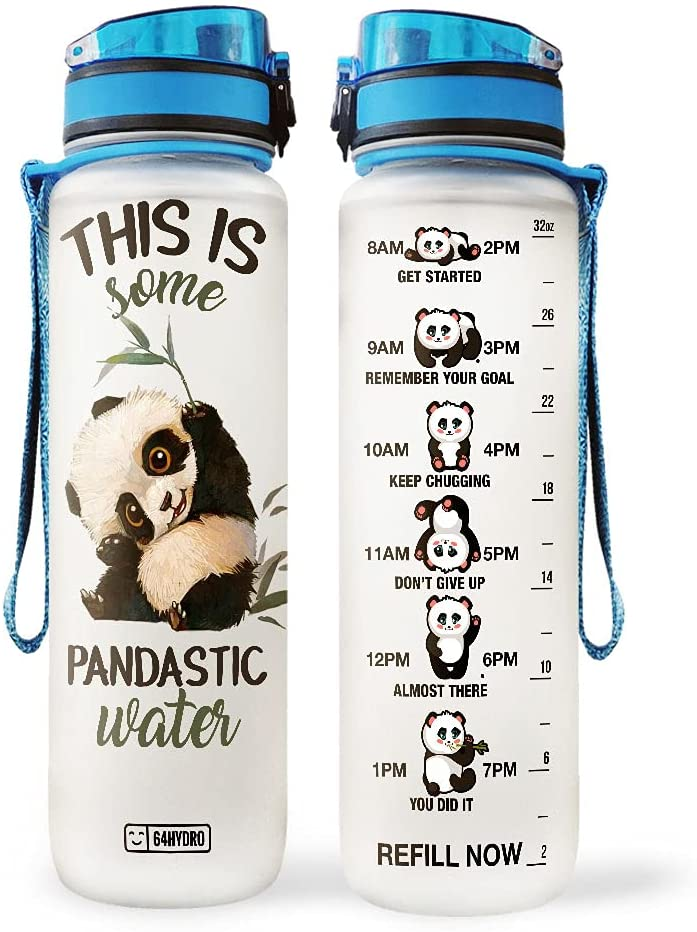 THIS IS
some
PANDASTIC
water
64HYDRO
32oz
8AM 2PM
GET STARTED
26
9AM 3PM
REMEMBER YOUR GOAL
22
10AM 4PM
KEEP CHUGGING
18
11AM 5PM
DON'T GIVE UP
14
12PM 6PM
10
ALMOST THERE
6
1PM 7PM
YOU DID IT
REFILL NOW 2